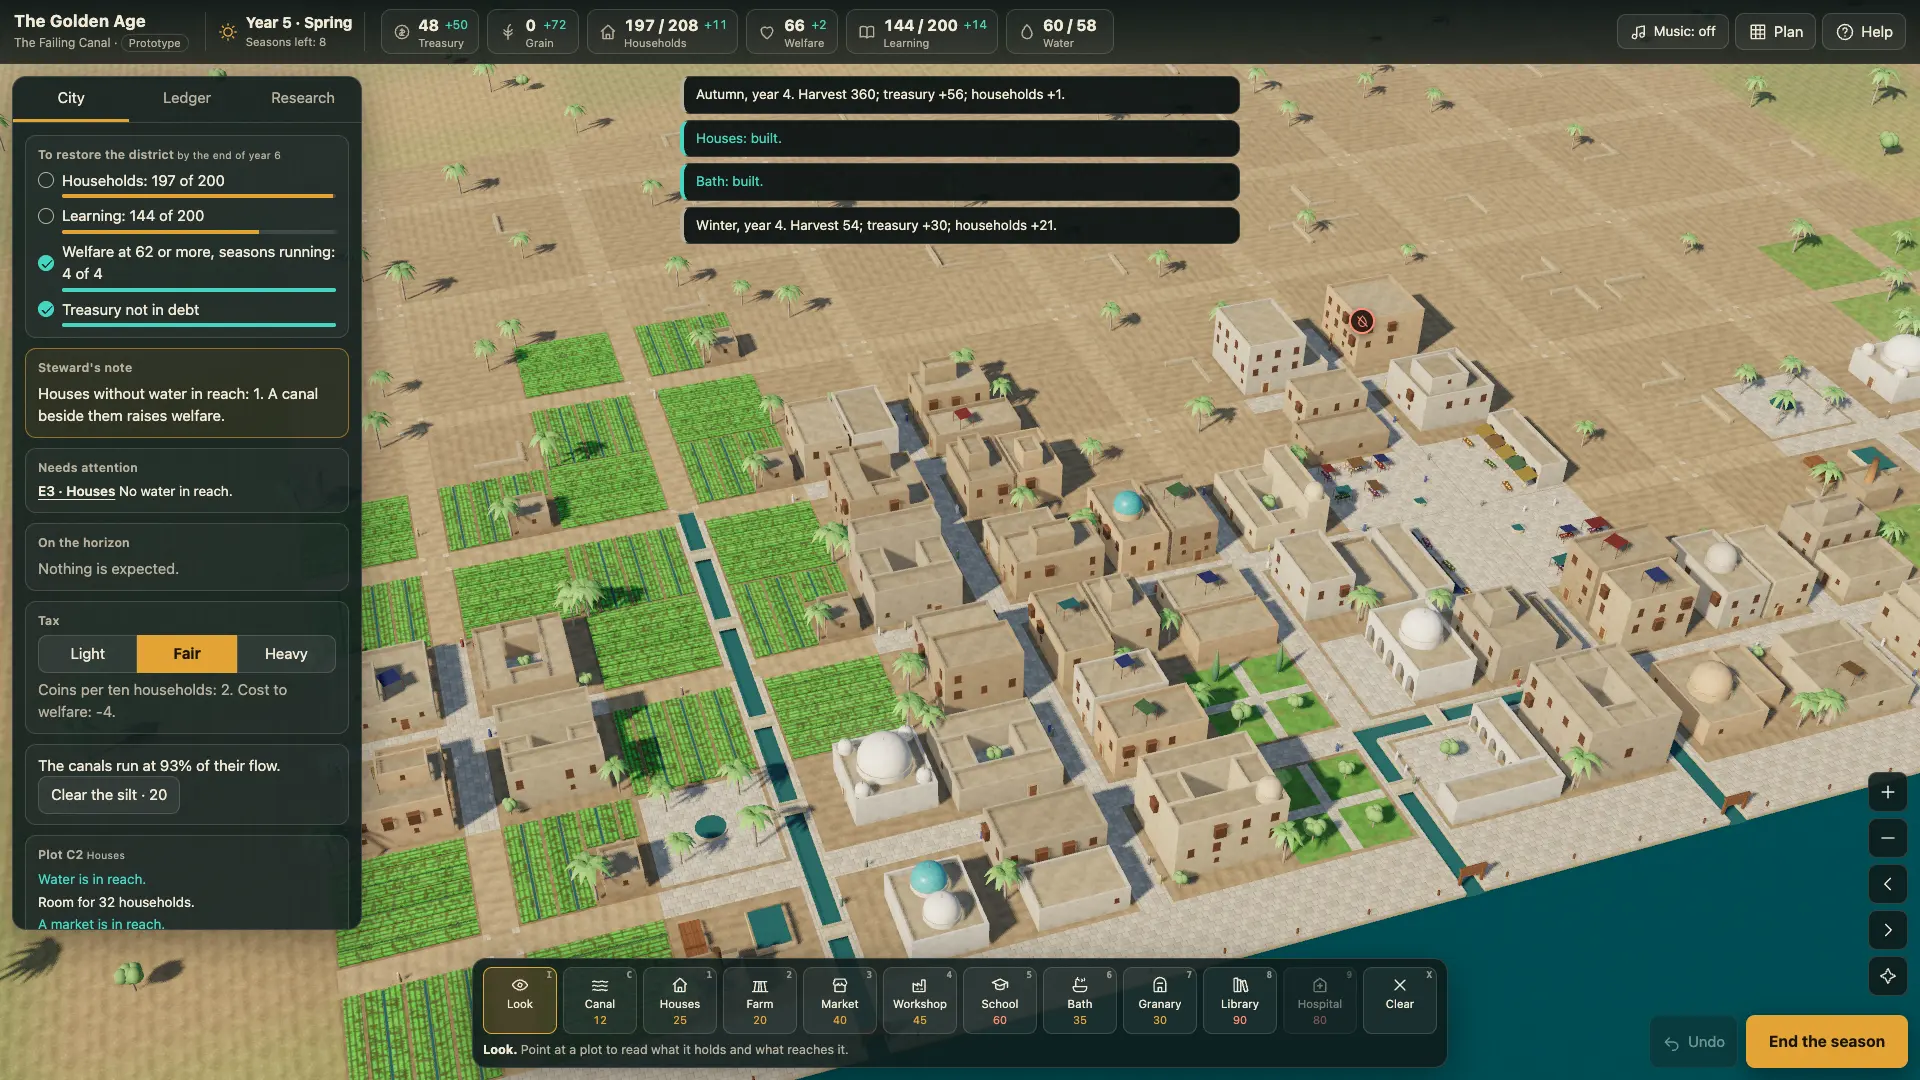 The Golden Age
The Failing Canal · Prototype
Year 5 · Spring
Seasons left: 8
48 +50
Treasury
0 +72
Grain
197 / 208 +11
Households
66 +2
Welfare
144 / 200 +14
Learning
60 / 58
Water
Music: off
Plan
Help
City
Ledger
Research
To restore the district by the end of year 6
Households: 197 of 200
Learning: 144 of 200
Welfare at 62 or more, seasons running:
4 of 4
Treasury not in debt
Steward's note
Houses without water in reach: 1. A canal
beside them raises welfare.
Needs attention
E3 · Houses No water in reach.
On the horizon
Nothing is expected.
Tax
Light
Fair
Heavy
Coins per ten households: 2. Cost to
welfare: -4.
The canals run at 93% of their flow.
Clear the silt · 20
Plot C2 Houses
Water is in reach.
Room for 32 households.
A market is in reach.
Autumn, year 4. Harvest 360; treasury +56; households +1.
Houses: built.
Bath: built.
Winter, year 4. Harvest 54; treasury +30; households +21.
I
Look
C
Canal
12
1
Houses
25
2
Farm
20
3
Market
40
4
Workshop
45
5
School
60
6
Bath
35
7
Granary
30
8
Library
90
9
Hospital
80
X
Clear
Look. Point at a plot to read what it holds and what reaches it.
Undo
End the season